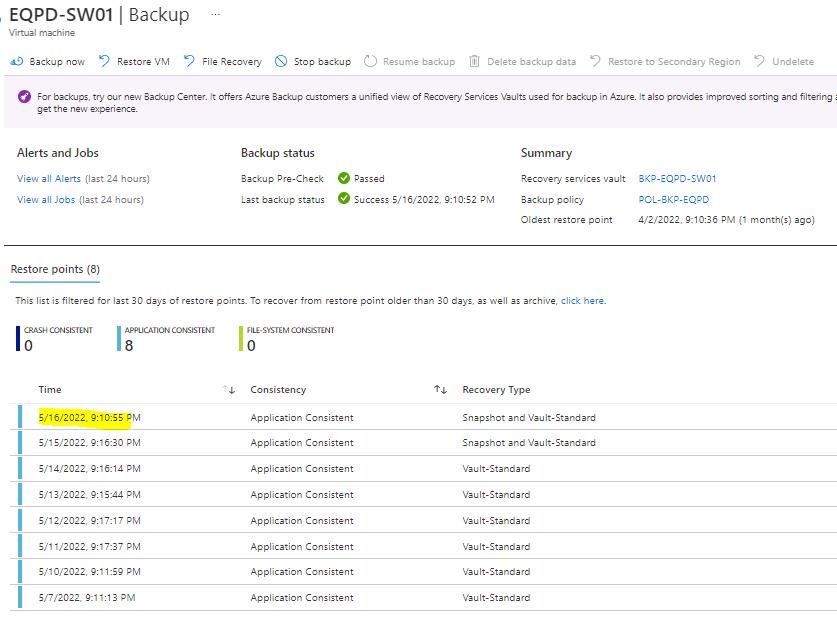 EQPD-SW01 | Backup ...
Virtual machine
Backup now Restore VM File Recovery Stop backup Resume backup Delete backup data Restore to Secondary Region Undelete
For backups, try our new Backup Center. It offers Azure Backup customers a unified view of Recovery Services Vaults used for backup in Azure. It also provides improved sorting and filtering
get the new experience.
Alerts and Jobs Backup status Summary
View all Alerts (last 24 hours) Backup Pre-Check Passed Recovery services vault BKP-EQPD-SW01
View all Jobs (last 24 hours) Last backup status Success 5/16/2022, 9:10:52 PM Backup policy POL-BKP-EQPD
Oldest restore point 4/2/2022, 9:10:36 PM (1 month(s) ago)
Restore points (8)
This list is filtered for last 30 days of restore points. To recover from restore point older than 30 days, as well as archive, click here.
CRASH CONSISTENT APPLICATION CONSISTENT FILE-SYSTEM CONSISTENT
0 8 0
Time Consistency Recovery Type
5/16/2022, 9:10:55 PM Application Consistent Snapshot and Vault-Standard
5/15/2022, 9:16:30 PM Application Consistent Snapshot and Vault-Standard
5/14/2022, 9:16:14 PM Application Consistent Vault-Standard
5/13/2022, 9:15:44 PM Application Consistent Vault-Standard
5/12/2022, 9:17:17 PM Application Consistent Vault-Standard
5/11/2022, 9:17:37 PM Application Consistent Vault-Standard
5/10/2022, 9:11:59 PM Application Consistent Vault-Standard
5/7/2022, 9:11:13 PM Application Consistent Vault-Standard